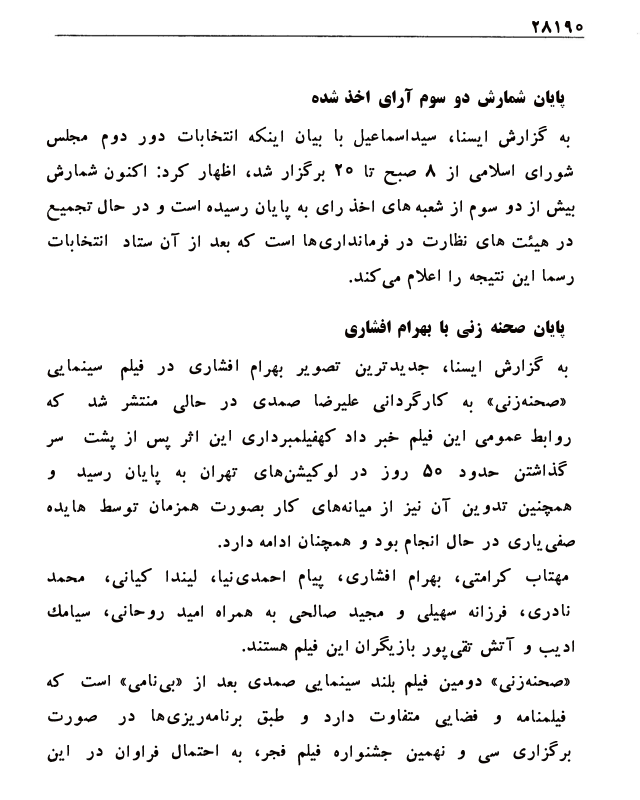 ۲۸۱۹۰
پایان شمارش دو سوم آرای اخذ شده
به گزارش ایسنا، سیداسماعیل با بیان اینکه انتخابات دور دوم مجلس
شورای اسلامی از ۸ صبح تا ۲۰ برگزار شد، اظهار کرد: اکنون شمارش
بیش از دو سوم از شعبه های اخذ رای به پایان رسیده است و در حال تجمیع
در هیئت های نظارت در فرمانداری‌ها است که بعد از آن ستاد انتخابات
رسما این نتیجه را اعلام می‌کند.
پایان صحنه زنی با بهرام افشاری
به گزارش ایسنا، جدیدترین تصویر بهرام افشاری در فیلم سینمایی
«صحنه‌زنی» به کارگردانی علیرضا صمدی در حالی منتشر شد که
روابط عمومی این فیلم خبر داد کهفیلمبرداری این اثر پس از پشت سر
گذاشتن حدود ۵۰ روز در لوکیشن‌های تهران به پایان رسید و
همچنین تدوین آن نیز از میانه‌های کار بصورت همزمان توسط هایده
صفی‌یاری در حال انجام بود و همچنان ادامه دارد.
مهتاب کرامتی، بهرام افشاری، پیام احمدی‌نیا، لیندا کیانی، محمد
نادری، فرزانه سهیلی و مجید صالحی به همراه امید روحانی، سیامك
ادیب و آتش تقی‌پور بازیگران این فیلم هستند.
«صحنه‌زنی» دومین فیلم بلند سینمایی صمدی بعد از «بی‌نامی» است که
فیلمنامه و فضایی متفاوت دارد و طبق برنامه‌ریزی‌ها در صورت
برگزاری سی و نهمین جشنواره فیلم فجر، به احتمال فراوان در این